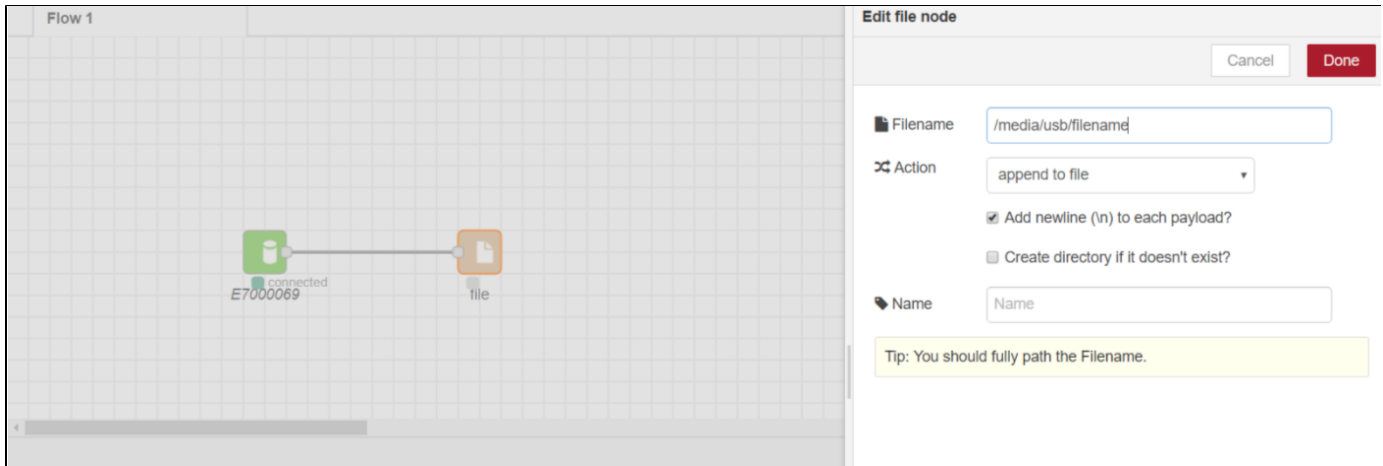 Flow 1
Edit file node
Cancel
Done
Filename
/media/usb/filename
Action
append to file
Add newline (\n) to each payload?
Create directory if it doesn't exist?
connected
E7000069
file
Name
Name
Tip: You should fully path the Filename.